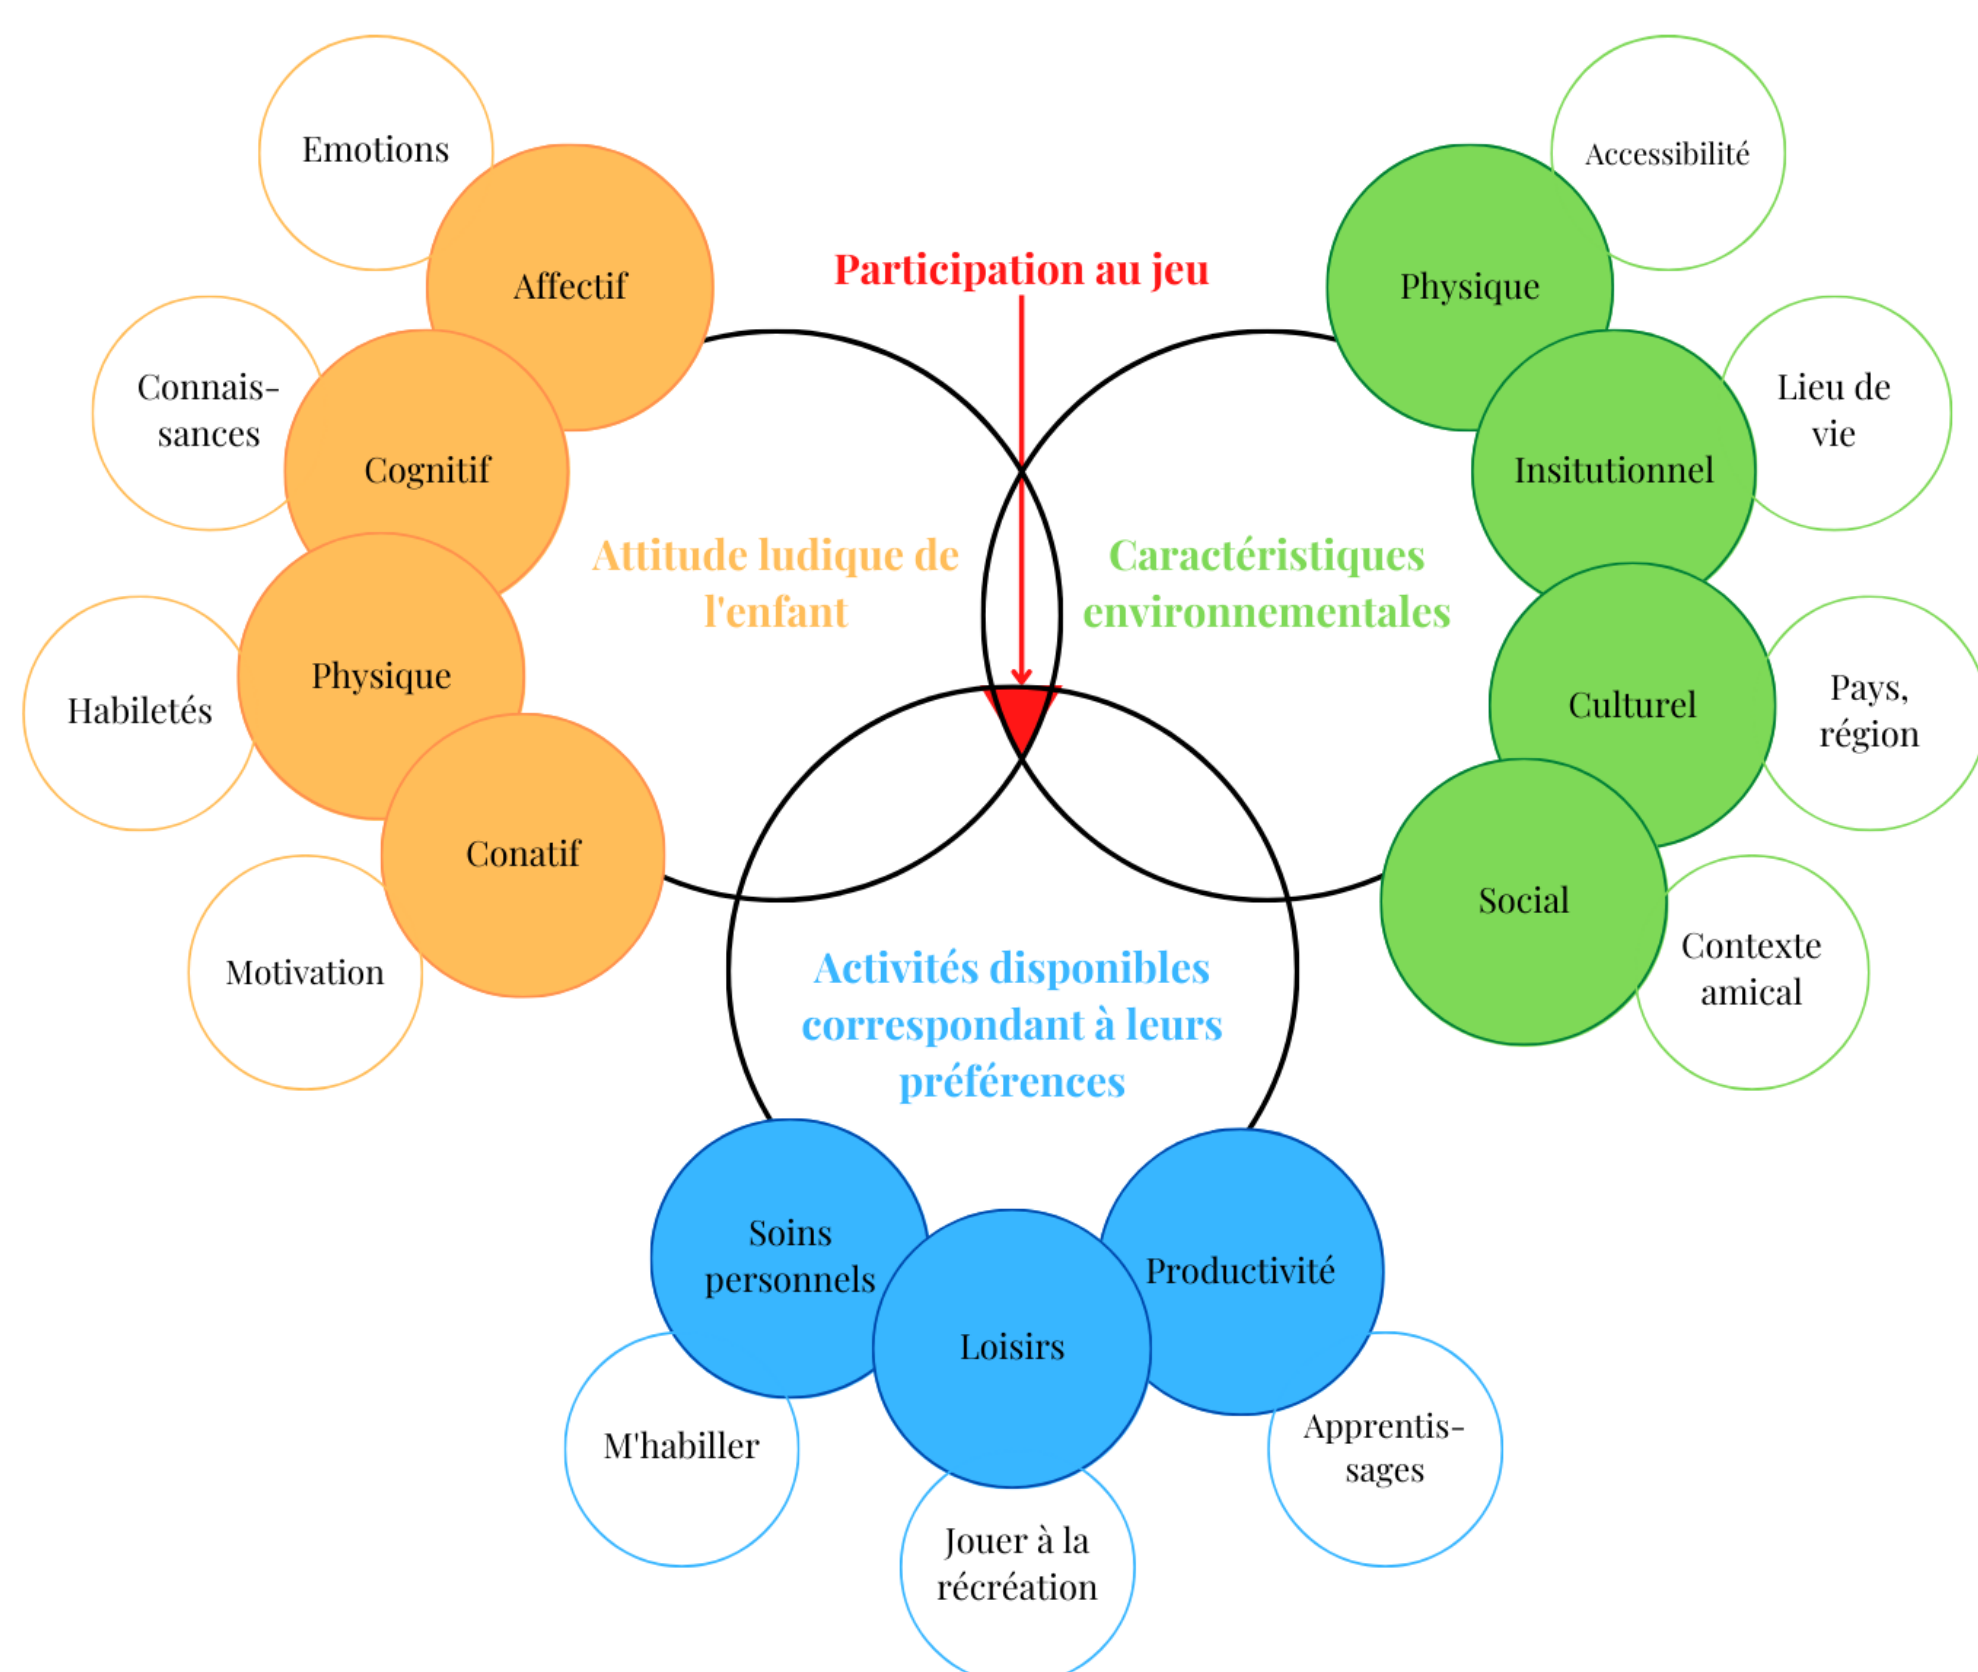 Emotions
Affectif
Connais-
sances
Cognitif
Physique
Habiletés
Conatif
Motivation
Participation au jeu
Attitude ludique de
l'enfant
Caractéristiques
environnementales
Accessibilité
Physique
Lieu de
vie
Insitutionnel
Culturel
Pays,
région
Social
Contexte
amical
Activités disponibles
correspondant à leurs
préférences
Soins
personnels
Loisirs
Productivité
M'habiller
Jouer à la
récréation
Apprentis-
sages